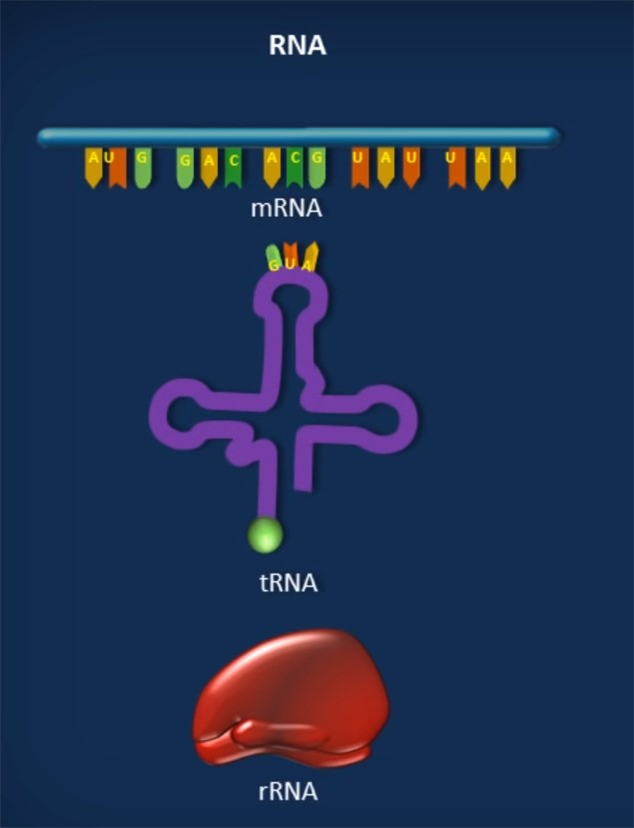 RNA
A U G G A C A C G U A U U A A
mRNA
G U A
tRNA
rRNA